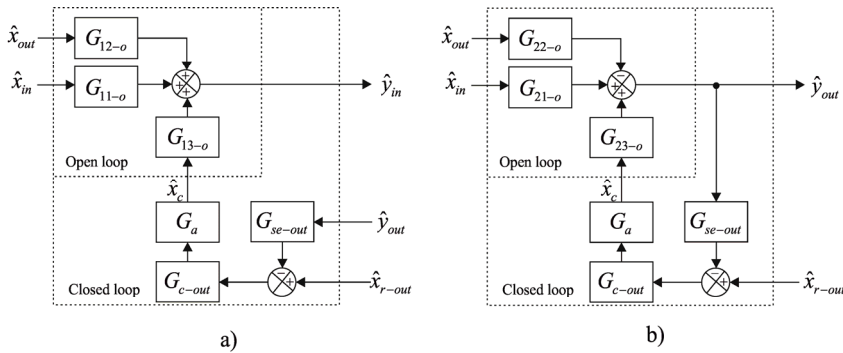 x̂_out
G_12-o
x̂_in
G_11-o
+
+
+
ŷ_in
G_13-o
Open loop
x̂_c
G_a
G_se-out
ŷ_out
Closed loop
G_c-out
−
+
x̂_r-out
a)
x̂_out
G_22-o
x̂_in
G_21-o
−
+
+
ŷ_out
G_23-o
Open loop
x̂_c
G_a
G_se-out
Closed loop
G_c-out
−
+
x̂_r-out
b)